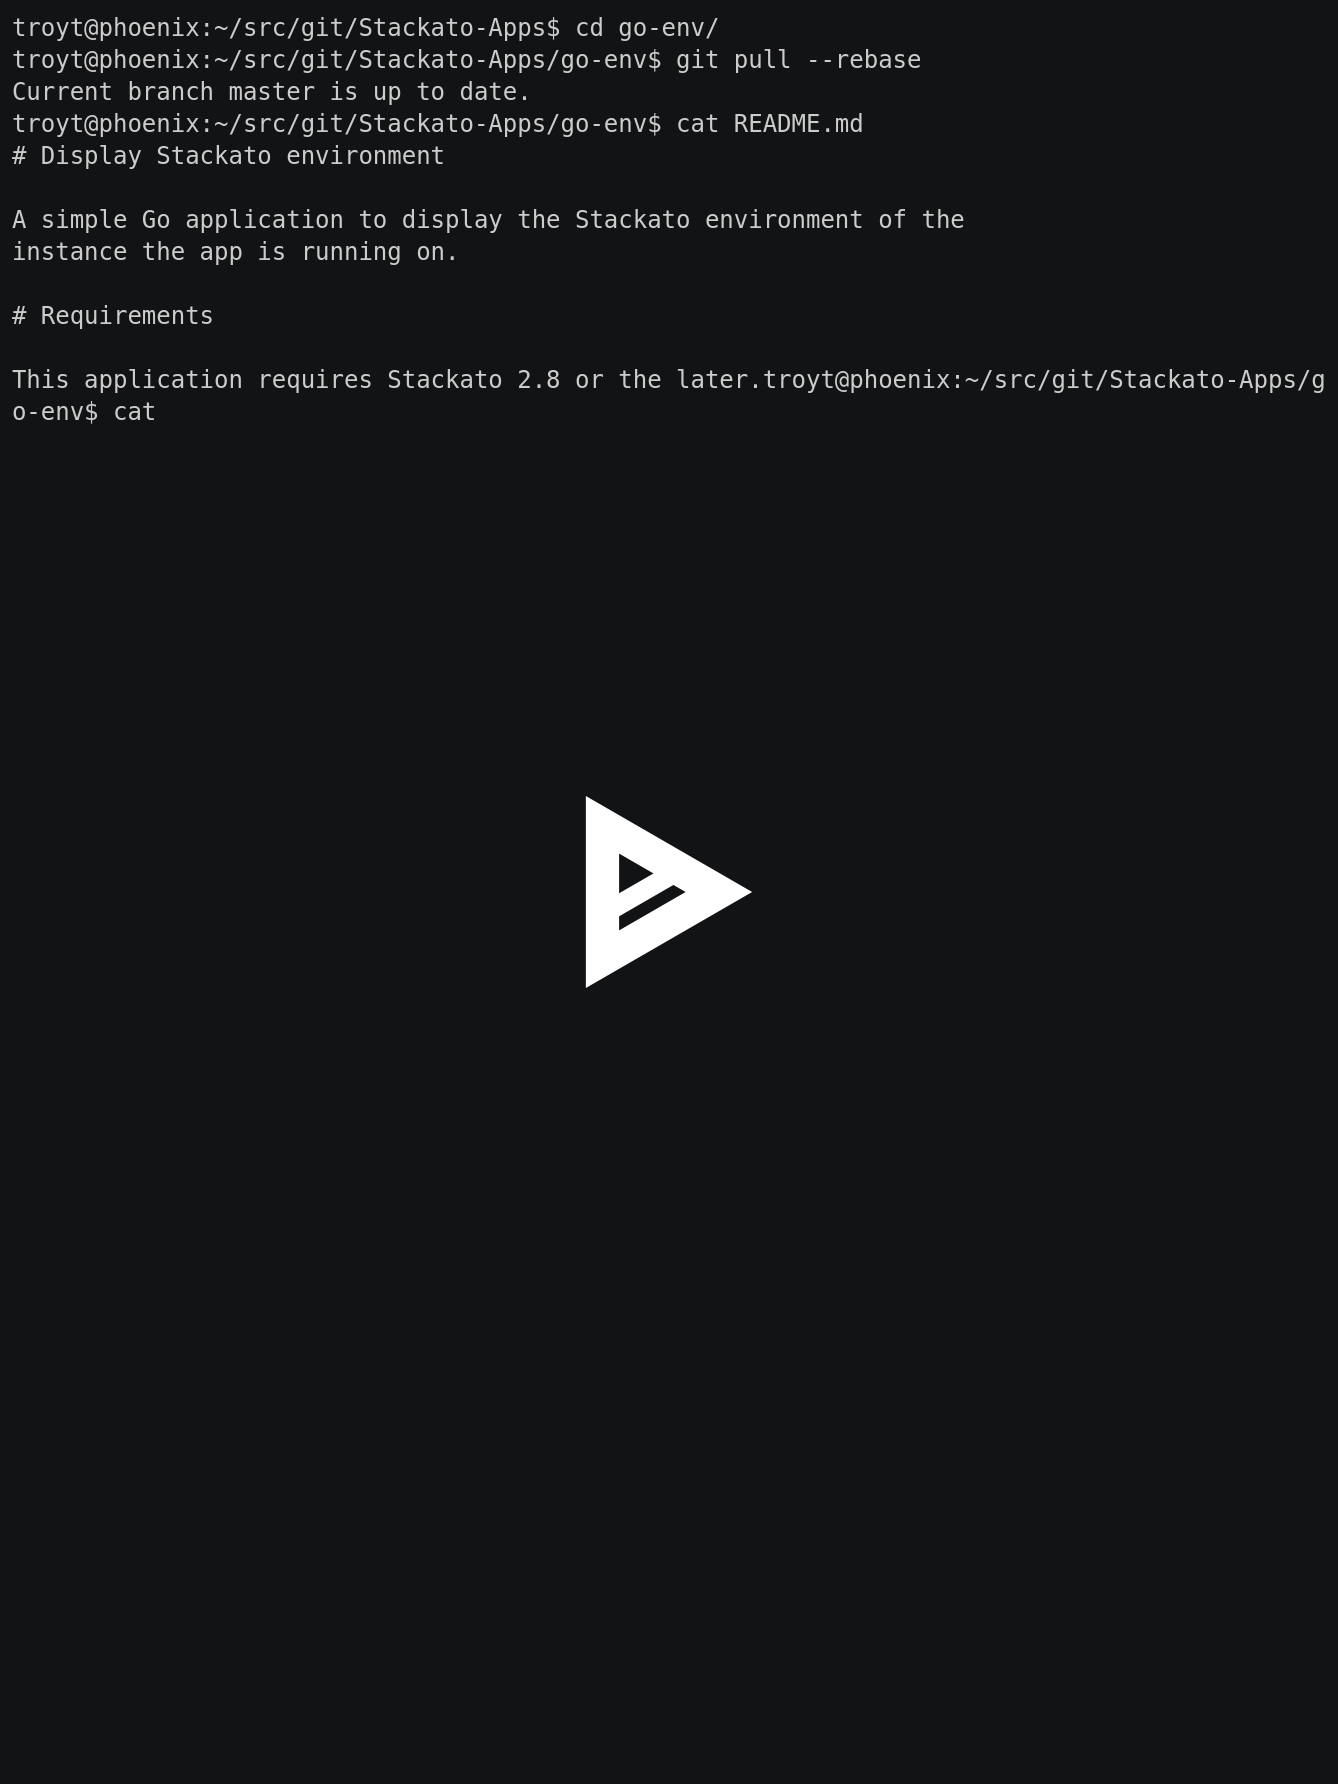 troyt@phoenix:~/src/git/Stackato-Apps$ cd go-env/
troyt@phoenix:~/src/git/Stackato-Apps/go-env$ git pull --rebase
Current branch master is up to date.
troyt@phoenix:~/src/git/Stackato-Apps/go-env$ cat README.md
# Display Stackato environment

A simple Go application to display the Stackato environment of the
instance the app is running on.

# Requirements

This application requires Stackato 2.8 or the later.troyt@phoenix:~/src/git/Stackato-Apps/g
o-env$ cat